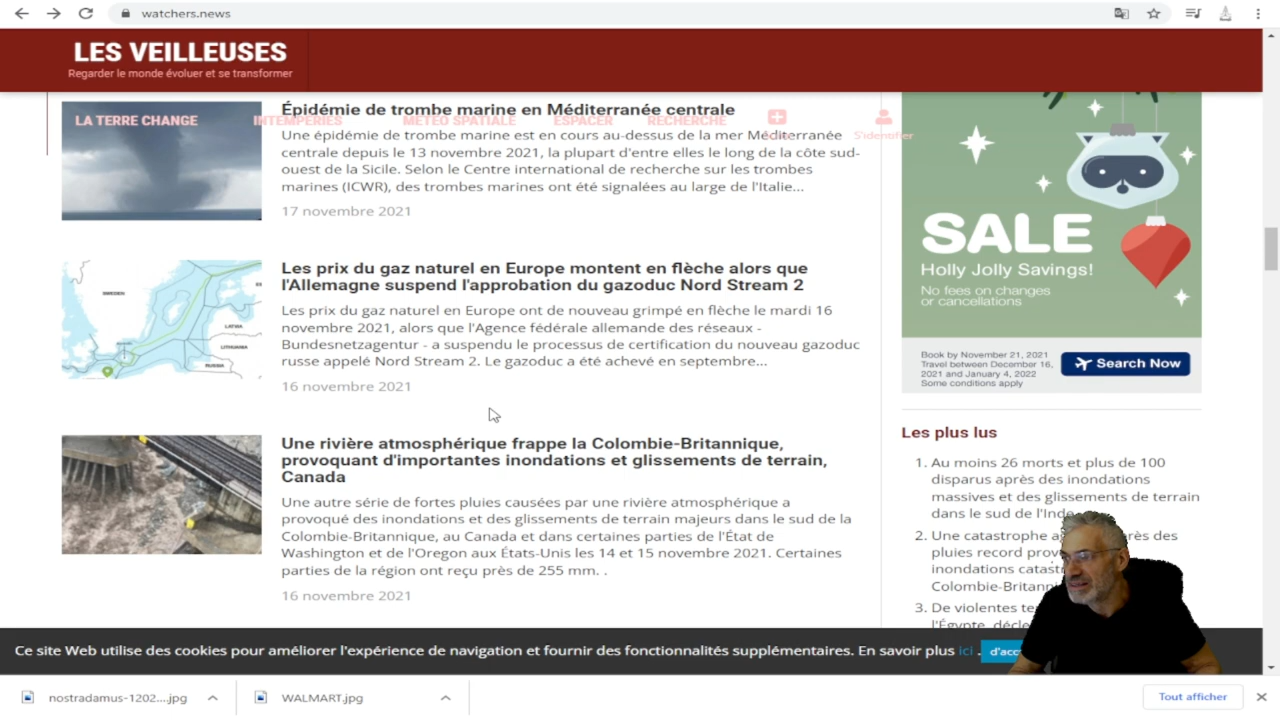 watchers.news
LES VEILLEUSES
Regarder le monde évoluer et se transformer
LA TERRE CHANGE
INTEMPÉRIES
MÉTÉO SPATIALE
ESPACER
RECHERCHE
S'identifier
Épidémie de trombe marine en Méditerranée centrale
Une épidémie de trombe marine est en cours au-dessus de la mer Méditerranée
centrale depuis le 13 novembre 2021, la plupart d'entre elles le long de la côte sud-
ouest de la Sicile. Selon le Centre international de recherche sur les trombes
marines (ICWR), des trombes marines ont été signalées au large de l'Italie...
17 novembre 2021
SWEDEN
LATVIA
LITHUANIA
RUSSIA
Les prix du gaz naturel en Europe montent en flèche alors que
l'Allemagne suspend l'approbation du gazoduc Nord Stream 2
Les prix du gaz naturel en Europe ont de nouveau grimpé en flèche le mardi 16
novembre 2021, alors que l'Agence fédérale allemande des réseaux -
Bundesnetzagentur - a suspendu le processus de certification du nouveau gazoduc
russe appelé Nord Stream 2. Le gazoduc a été achevé en septembre...
16 novembre 2021
Une rivière atmosphérique frappe la Colombie-Britannique,
provoquant d'importantes inondations et glissements de terrain,
Canada
Une autre série de fortes pluies causées par une rivière atmosphérique a
provoqué des inondations et des glissements de terrain majeurs dans le sud de la
Colombie-Britannique, au Canada et dans certaines parties de l'État de
Washington et de l'Oregon aux États-Unis les 14 et 15 novembre 2021. Certaines
parties de la région ont reçu près de 255 mm. .
16 novembre 2021
SALE
Holly Jolly Savings!
No fees on changes
or cancellations
Book by November 21, 2021
Travel between December 16,
2021 and January 4, 2022
Some conditions apply
Search Now
Les plus lus
1. Au moins 26 morts et plus de 100
disparus après des inondations
massives et des glissements de terrain
dans le sud de l'Inde
2. Une catastrophe
pluies record
inondations
3. De violentes
Ce site Web utilise des cookies pour améliorer l'expérience de navigation et fournir des fonctionnalités supplémentaires. En savoir plus ici .
nostradamus-1202....jpg
WALMART.jpg
Tout afficher